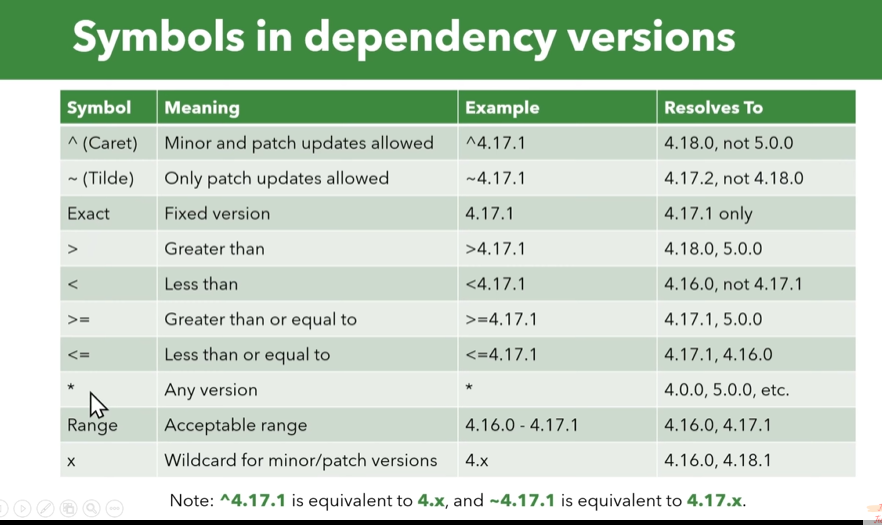 Symbols in dependency versions
Symbol Meaning Example Resolves To
^ (Caret) Minor and patch updates allowed ^4.17.1 4.18.0, not 5.0.0
~ (Tilde) Only patch updates allowed ~4.17.1 4.17.2, not 4.18.0
Exact Fixed version 4.17.1 4.17.1 only
> Greater than >4.17.1 4.18.0, 5.0.0
< Less than <4.17.1 4.16.0, not 4.17.1
>= Greater than or equal to >=4.17.1 4.17.1, 5.0.0
<= Less than or equal to <=4.17.1 4.17.1, 4.16.0
* Any version * 4.0.0, 5.0.0, etc.
Range Acceptable range 4.16.0 - 4.17.1 4.16.0, 4.17.1
x Wildcard for minor/patch versions 4.x 4.16.0, 4.18.1
Note: ^4.17.1 is equivalent to 4.x, and ~4.17.1 is equivalent to 4.17.x.